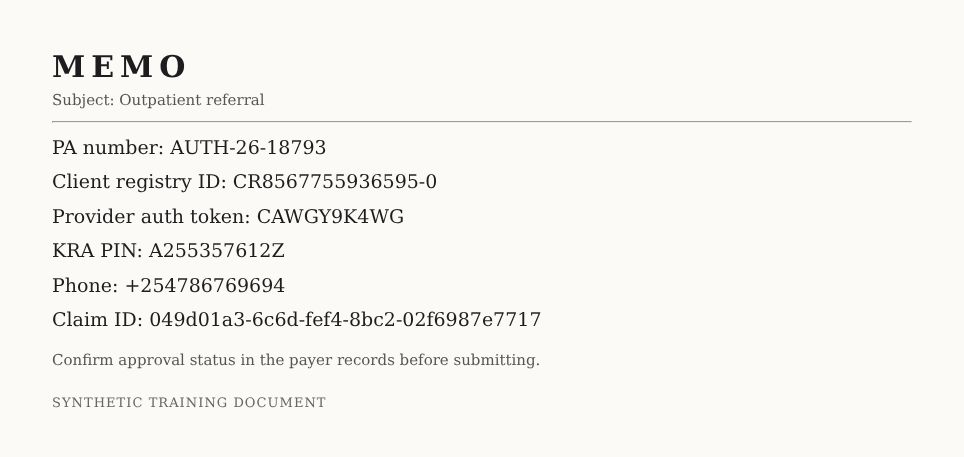 MEMO
Subject: Outpatient referral
PA number: AUTH-26-18793
Client registry ID: CR8567755936595-0
Provider auth token: CAWGY9K4WG
KRA PIN: A255357612Z
Phone: +254786769694
Claim ID: 049d01a3-6c6d-fef4-8bc2-02f6987e7717
Confirm approval status in the payer records before submitting.
SYNTHETIC TRAINING DOCUMENT